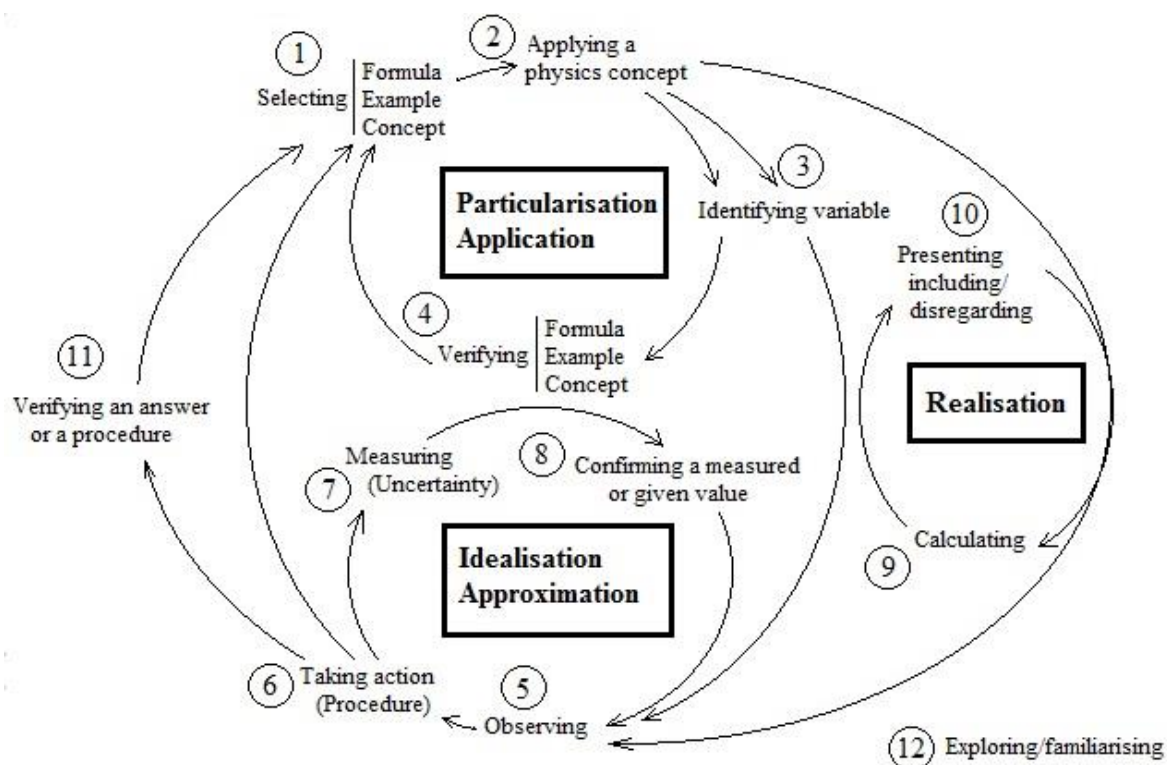 1
Selecting
Formula
Example
Concept
2
Applying a
physics concept
3
Identifying variable
Particularisation
Application
4
Verifying
Formula
Example
Concept
10
Presenting
including/
disregarding
Realisation
11
Verifying an answer
or a procedure
7
Measuring
(Uncertainty)
8
Confirming a measured
or given value
9
Calculating
Idealisation
Approximation
6
Taking action
(Procedure)
5
Observing
12
Exploring/familiarising